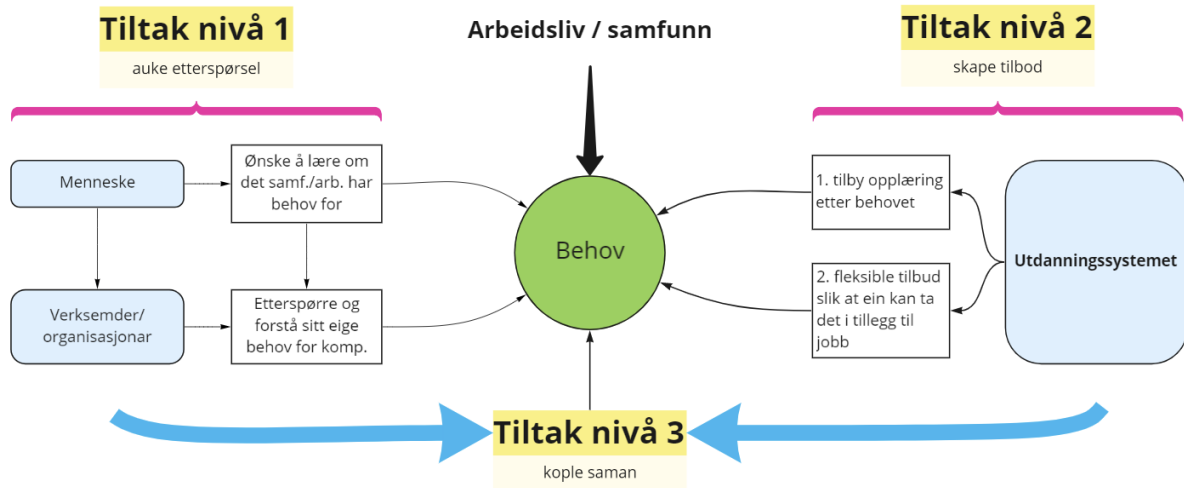 Tiltak nivå 1
auke etterspørsel
Arbeidsliv / samfunn
Tiltak nivå 2
skape tilbod
Menneske
Ønske å lære om
det samf./arb. har
behov for
Verksemder/
organisasjonar
Etterspørre og
forstå sitt eige
behov for komp.
Behov
1. tilby opplæring
etter behovet
2. fleksible tilbud
slik at ein kan ta
det i tillegg til
jobb
Utdanningssystemet
Tiltak nivå 3
kople saman